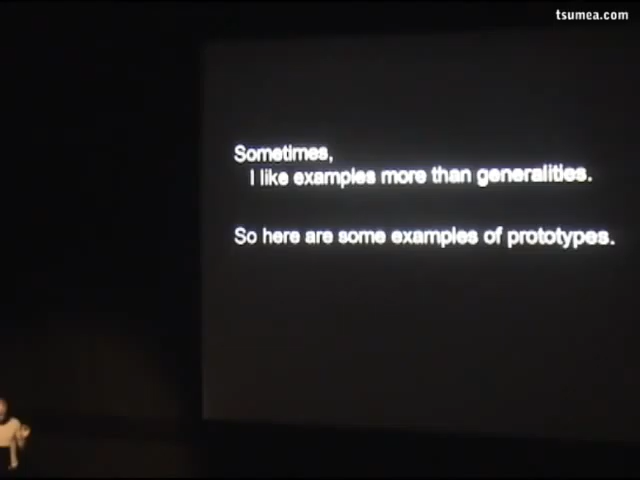 tsumea.com
Sometimes,
I like examples more than generalities.
So here are some examples of prototypes.